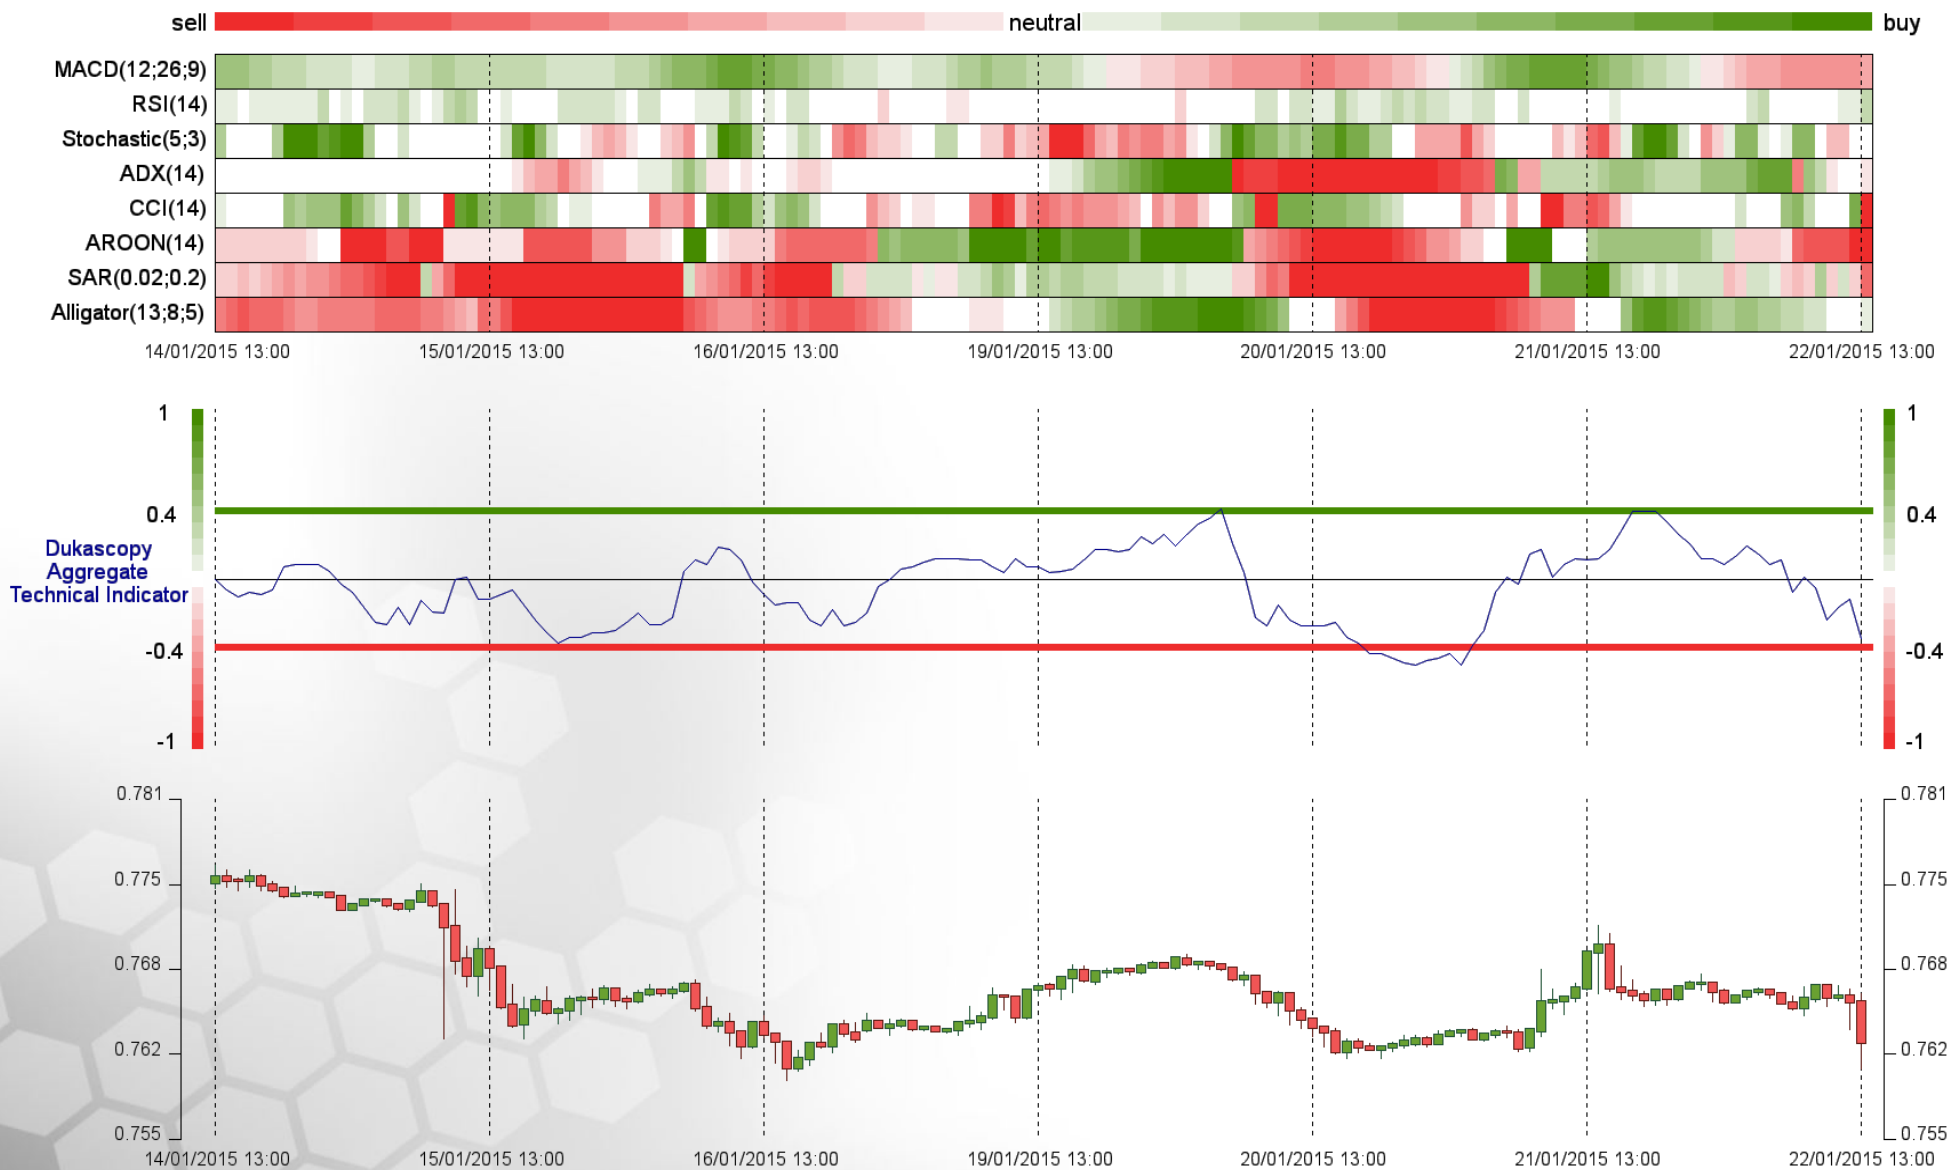 sell neutral buy
MACD(12;26;9)
RSI(14)
Stochastic(5;3)
ADX(14)
CCI(14)
AROON(14)
SAR(0.02;0.2)
Alligator(13;8;5)
14/01/2015 13:00 15/01/2015 13:00 16/01/2015 13:00 19/01/2015 13:00 20/01/2015 13:00 21/01/2015 13:00 22/01/2015 13:00
1 1
0.4 0.4
Dukascopy
Aggregate
Technical Indicator
-0.4 -0.4
-1 -1
0.781 0.781
0.775 0.775
0.768 0.768
0.762 0.762
0.755 0.755
14/01/2015 13:00 15/01/2015 13:00 16/01/2015 13:00 19/01/2015 13:00 20/01/2015 13:00 21/01/2015 13:00 22/01/2015 13:00